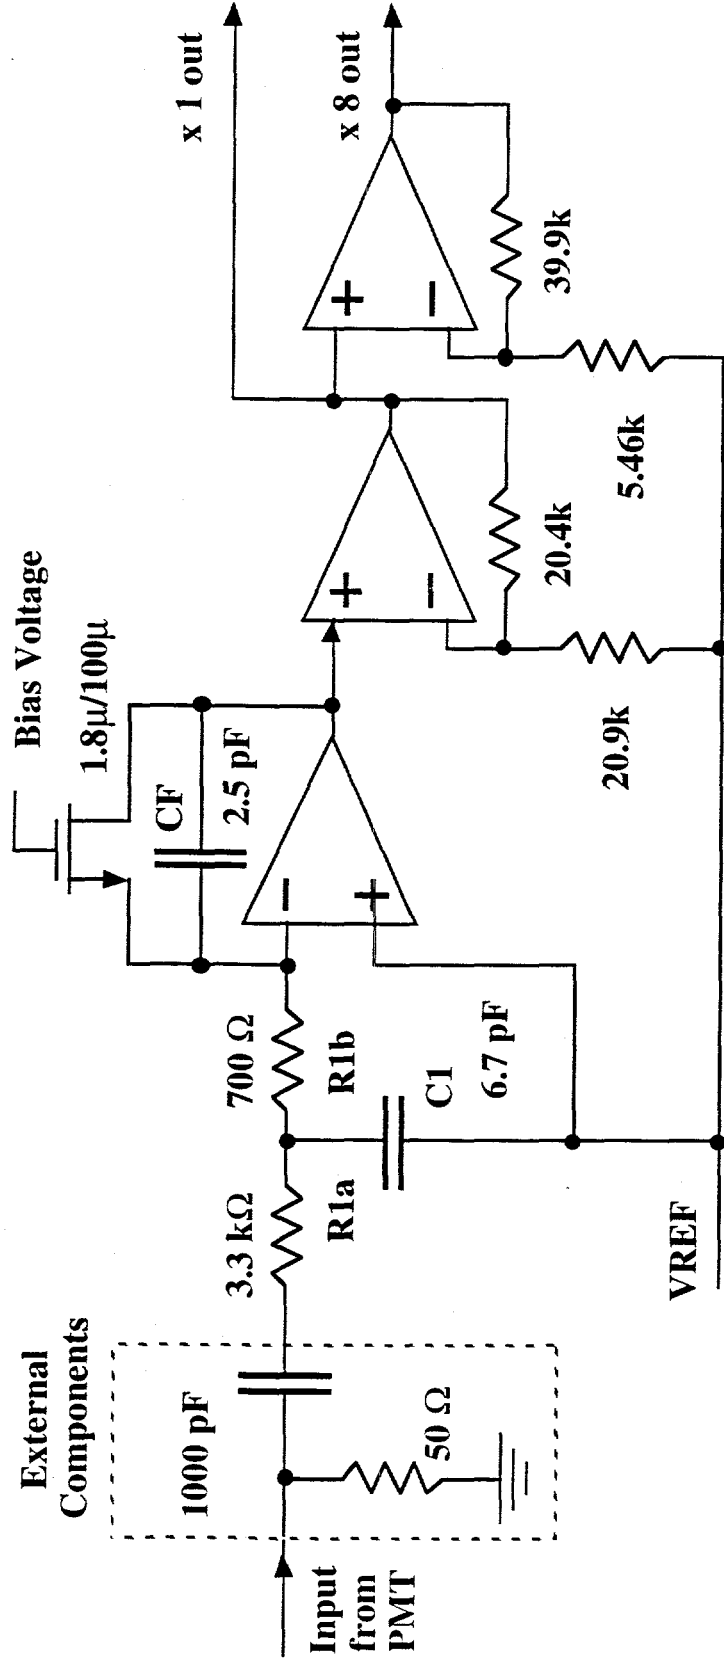 External
Components
1000 pF
50 Ω
Input
from
PMT
3.3 kΩ
R1a
700 Ω
R1b
C1
6.7 pF
VREF
Bias Voltage
1.8µ/100µ
CF
2.5 pF
−
+
+
−
20.4k
20.9k
+
−
39.9k
5.46k
x 1 out
x 8 out